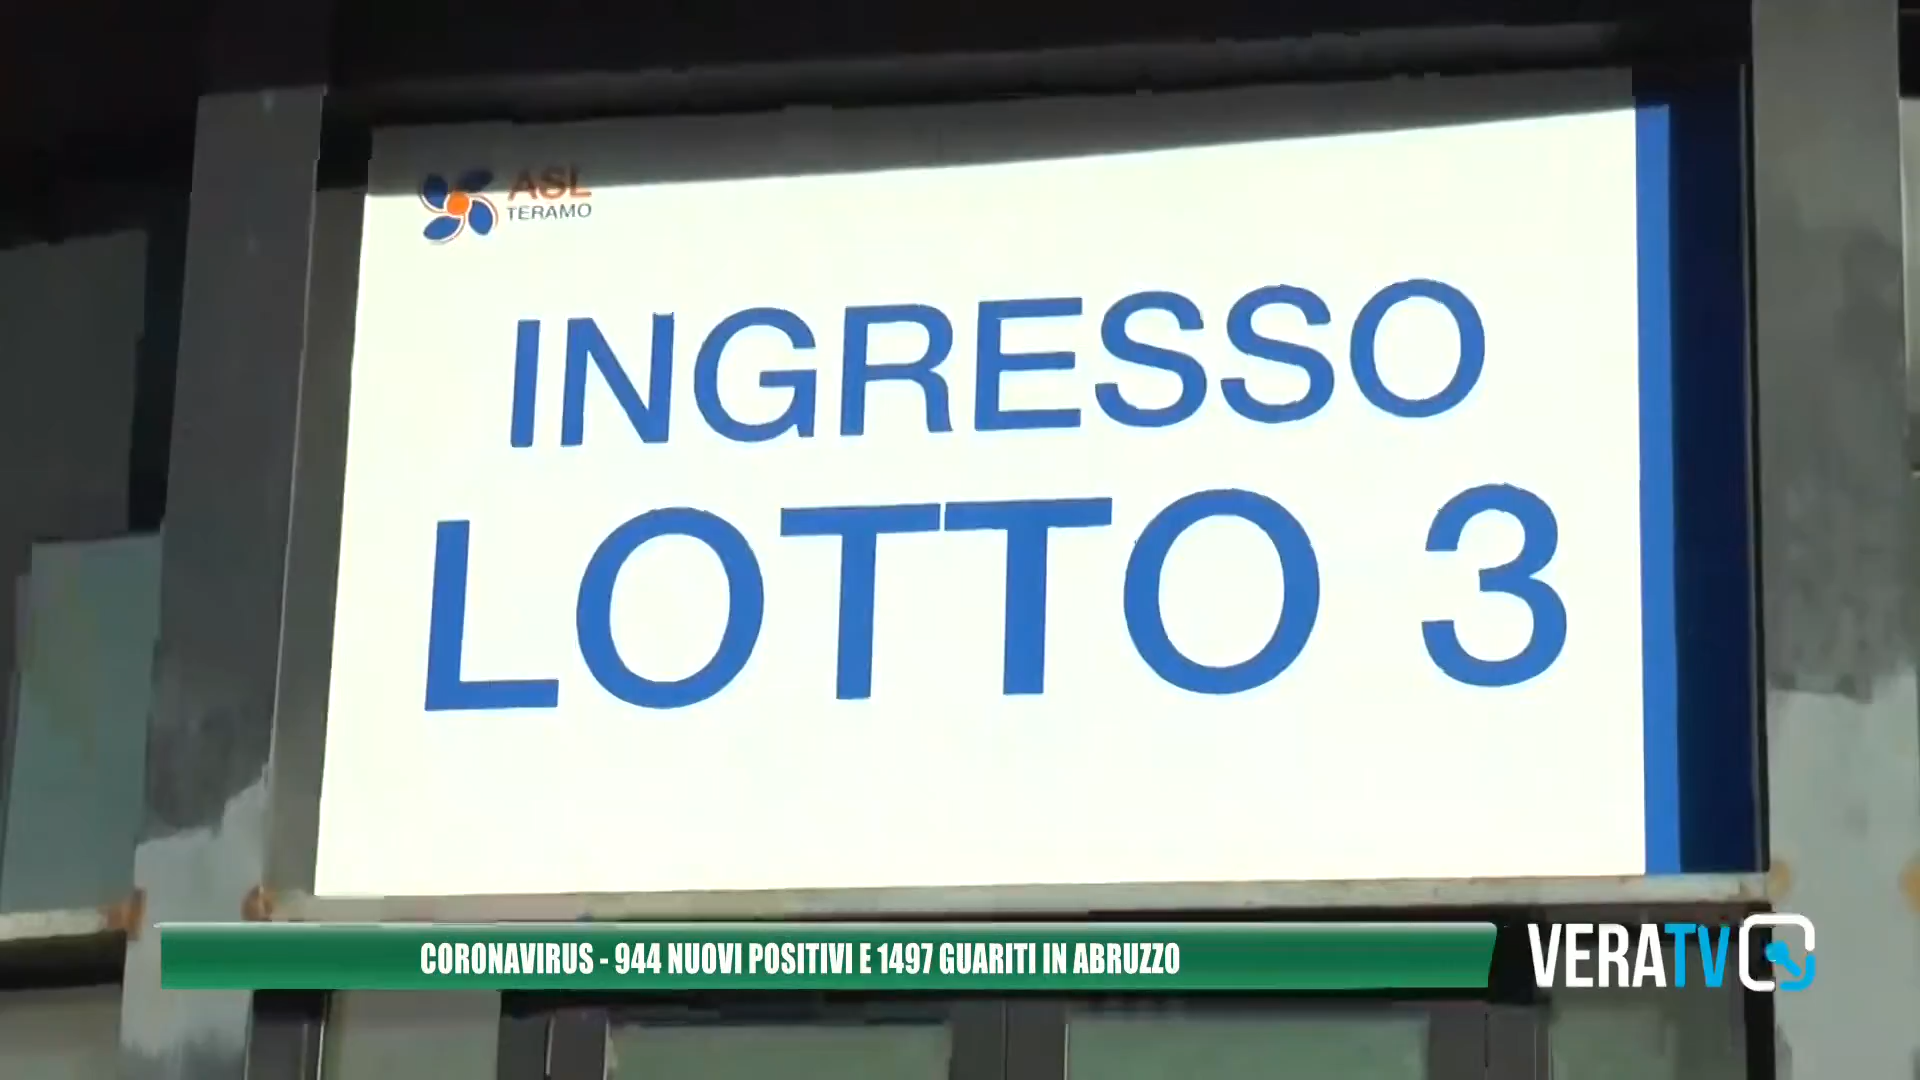 ASL
TERAMO
INGRESSO
LOTTO 3
CORONAVIRUS - 944 NUOVI POSITIVI E 1497 GUARITI IN ABRUZZO
VERATV